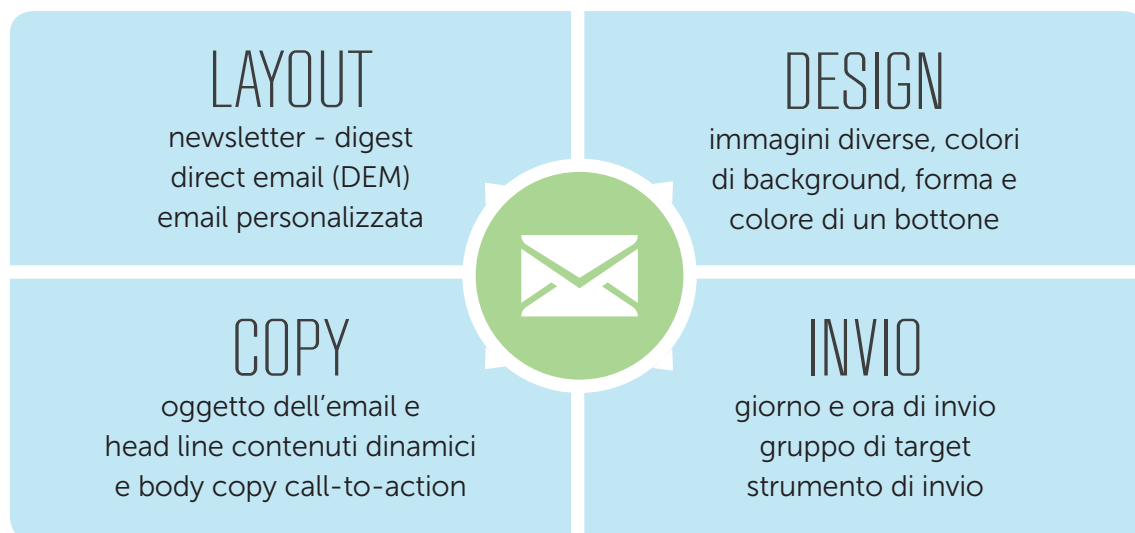 LAYOUT
newsletter - digest
direct email (DEM)
email personalizzata
DESIGN
immagini diverse, colori
di background, forma e
colore di un bottone
COPY
oggetto dell'email e
head line contenuti dinamici
e body copy call-to-action
INVIO
giorno e ora di invio
gruppo di target
strumento di invio